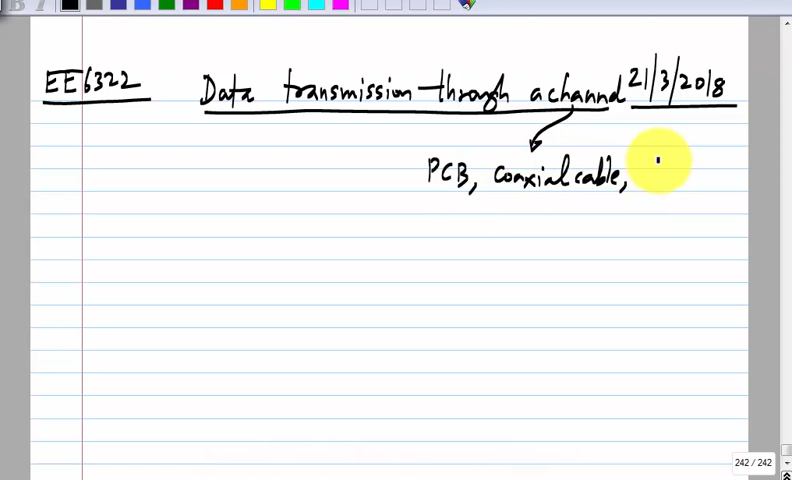 EE6322 Data transmission through a channel 21/3/2018
PCB, coaxial cable,
242 / 242